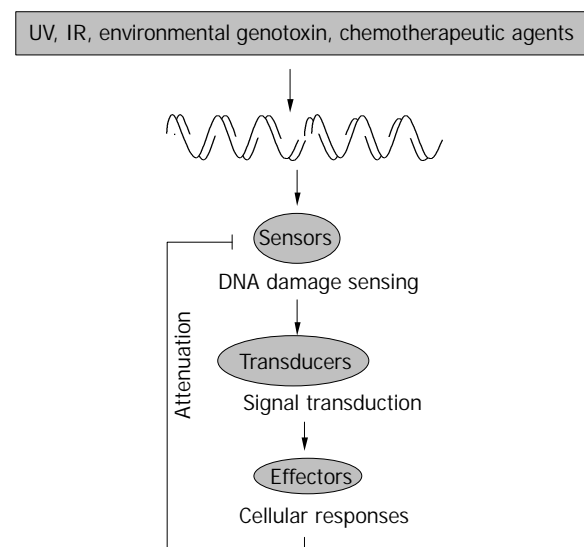 UV, IR, environmental genotoxin, chemotherapeutic agents
Sensors
DNA damage sensing
Transducers
Signal transduction
Effectors
Cellular responses
Attenuation